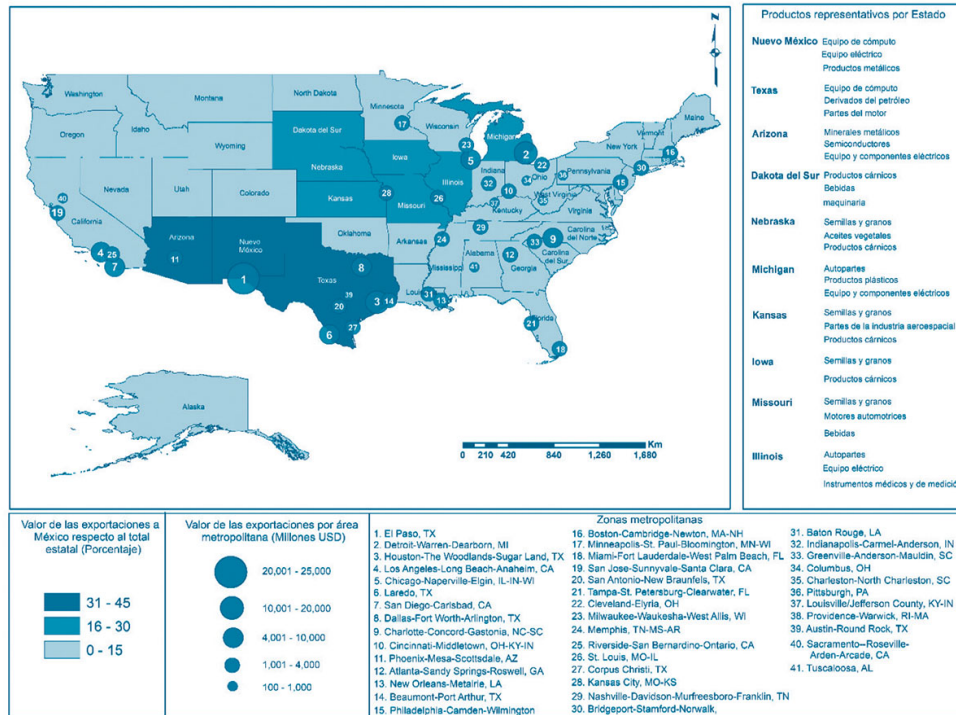 N
Washington
Montana
North Dakota
Minnesota
Maine
Oregon
Idaho
Wyoming
Dakota del Sur
Wisconsin
Michigan
Vermont
New York
Nebraska
Iowa
Nevada
Utah
Colorado
Kansas
Missouri
Illinois
Indiana
Ohio
Pennsylvania
West Virginia
Virginia
Kentucky
California
Arizona
Nuevo
México
Oklahoma
Arkansas
Carolina
del Norte
Carolina
del Sur
Texas
Mississippi
Alabama
Georgia
Florida
Alaska
Km
0 210 420 840 1,260 1,680
Productos representativos por Estado
Nuevo México Equipo de cómputo
Equipo eléctrico
Productos metálicos
Texas Equipo de cómputo
Derivados del petróleo
Partes del motor
Arizona Minerales metálicos
Semiconductores
Equipo y componentes eléctricos
Dakota del Sur Productos cárnicos
Bebidas
maquinaria
Nebraska Semillas y granos
Aceites vegetales
Productos cárnicos
Michigan Autopartes
Productos plásticos
Equipo y componentes eléctricos
Kansas Semillas y granos
Partes de la industria aeroespacial
Productos cárnicos
Iowa Semillas y granos
Productos cárnicos
Missouri Semillas y granos
Motores automotrices
Bebidas
Illinois Autopartes
Equipo eléctrico
Instrumentos médicos y de medició
Valor de las exportaciones a
México respecto al total
estatal (Porcentaje)
31 - 45
16 - 30
0 - 15
Valor de las exportaciones por área
metropolitana (Millones USD)
20,001 - 25,000
10,001 - 20,000
4,001 - 10,000
1,001 - 4,000
100 - 1,000
Zonas metropolitanas
1. El Paso, TX
2. Detroit-Warren-Dearborn, MI
3. Houston-The Woodlands-Sugar Land, TX
4. Los Angeles-Long Beach-Anaheim, CA
5. Chicago-Naperville-Elgin, IL-IN-WI
6. Laredo, TX
7. San Diego-Carlsbad, CA
8. Dallas-Fort Worth-Arlington, TX
9. Charlotte-Concord-Gastonia, NC-SC
10. Cincinnati-Middletown, OH-KY-IN
11. Phoenix-Mesa-Scottsdale, AZ
12. Atlanta-Sandy Springs-Roswell, GA
13. New Orleans-Metairie, LA
14. Beaumont-Port Arthur, TX
15. Philadelphia-Camden-Wilmington
16. Boston-Cambridge-Newton, MA-NH
17. Minneapolis-St. Paul-Bloomington, MN-WI
18. Miami-Fort Lauderdale-West Palm Beach, FL
19. San Jose-Sunnyvale-Santa Clara, CA
20. San Antonio-New Braunfels, TX
21. Tampa-St. Petersburg-Clearwater, FL
22. Cleveland-Elyria, OH
23. Milwaukee-Waukesha-West Allis, WI
24. Memphis, TN-MS-AR
25. Riverside-San Bernardino-Ontario, CA
26. St. Louis, MO-IL
27. Corpus Christi, TX
28. Kansas City, MO-KS
29. Nashville-Davidson-Murfreesboro-Franklin, TN
30. Bridgeport-Stamford-Norwalk,
31. Baton Rouge, LA
32. Indianapolis-Carmel-Anderson, IN
33. Greenville-Anderson-Mauldin, SC
34. Columbus, OH
35. Charleston-North Charleston, SC
36. Pittsburgh, PA
37. Louisville/Jefferson County, KY-IN
38. Providence-Warwick, RI-MA
39. Austin-Round Rock, TX
40. Sacramento--Roseville-
Arden-Arcade, CA
41. Tuscaloosa, AL